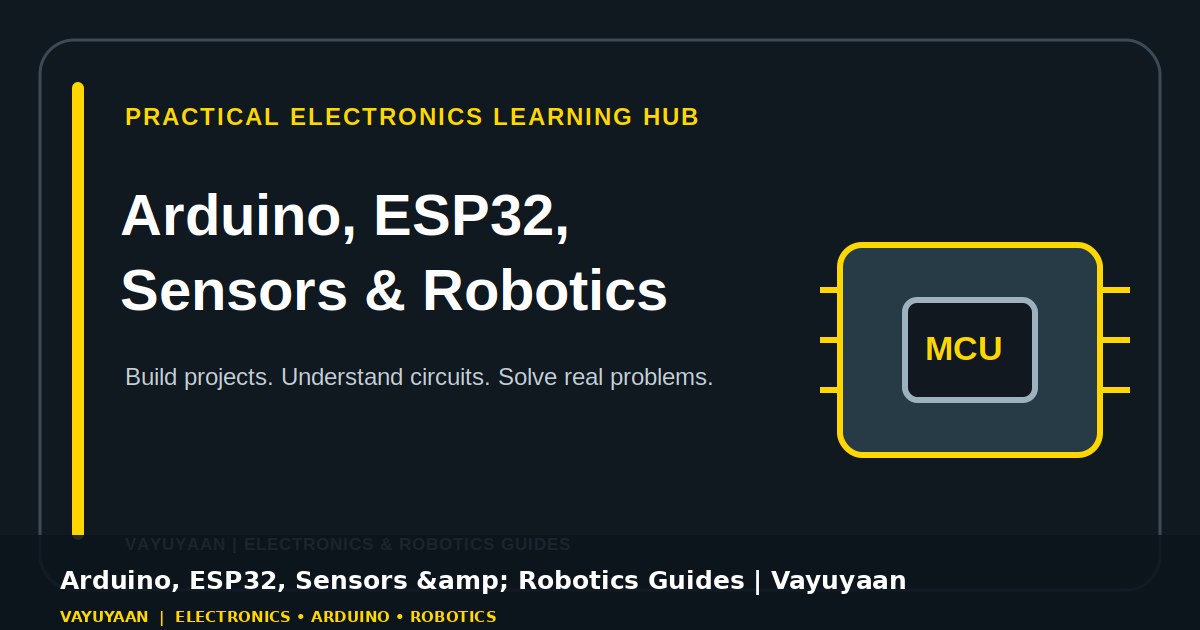 PRACTICAL ELECTRONICS LEARNING HUB
Arduino, ESP32,
Sensors & Robotics
Build projects. Understand circuits. Solve real problems.
MCU
VAYUYAAN | ELECTRONICS & ROBOTICS GUIDES
Arduino, ESP32, Sensors &amp; Robotics Guides | Vayuyaan
VAYUYAAN | ELECTRONICS • ARDUINO • ROBOTICS